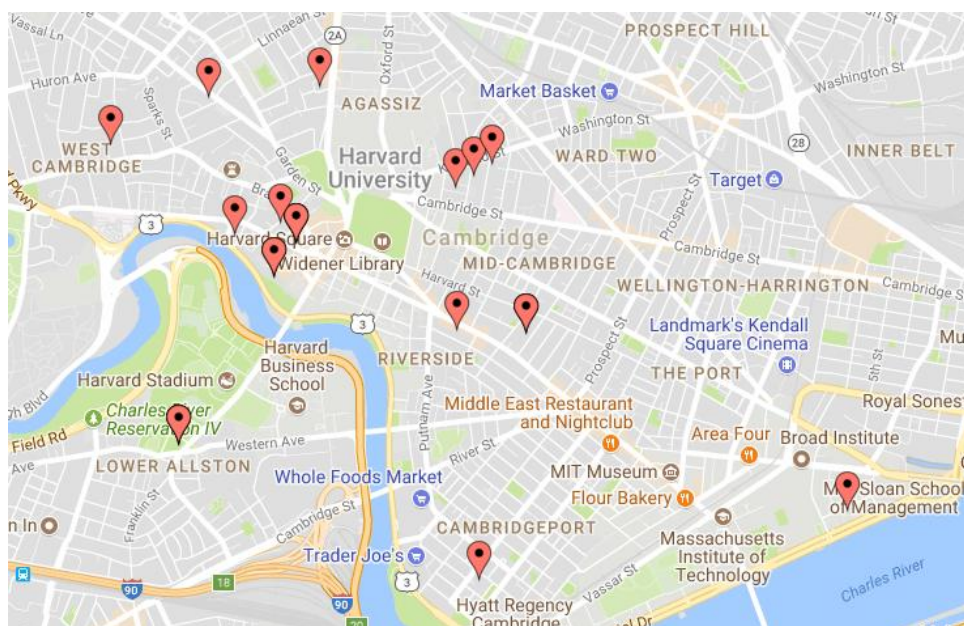 Vassal Ln
Linnaean St
2A
Oxford St
PROSPECT HILL
Huron Ave
Sparks St
AGASSIZ
Market Basket
Washington St
Washington St
WEST
CAMBRIDGE
WARD TWO
28
INNER BELT
Garden St
Harvard
University
Target
Pkwy
3
Cambridge St
Prospect St
Harvard Square
Cambridge
Cambridge St
Widener Library
MID-CAMBRIDGE
Harvard St
WELLINGTON-HARRINGTON
3
Landmark's Kendall
Square Cinema
Harvard
Business
School
RIVERSIDE
Prospect St
THE PORT
5th St
Harvard Stadium
Charles River
Reservation IV
Putnam Ave
Middle East Restaurant
and Nightclub
Royal Sones
Field Rd
Western Ave
Area Four
Broad Institute
LOWER ALLSTON
River St
MIT Museum
Whole Foods Market
Flour Bakery
Sloan School
of Management
Franklin St
Cambridge St
CAMBRIDGEPORT
Massachusetts
Institute of
Technology
Trader Joe's
Vassar St
3
18
90
90
20
Hyatt Regency
Cambridge
Charles River